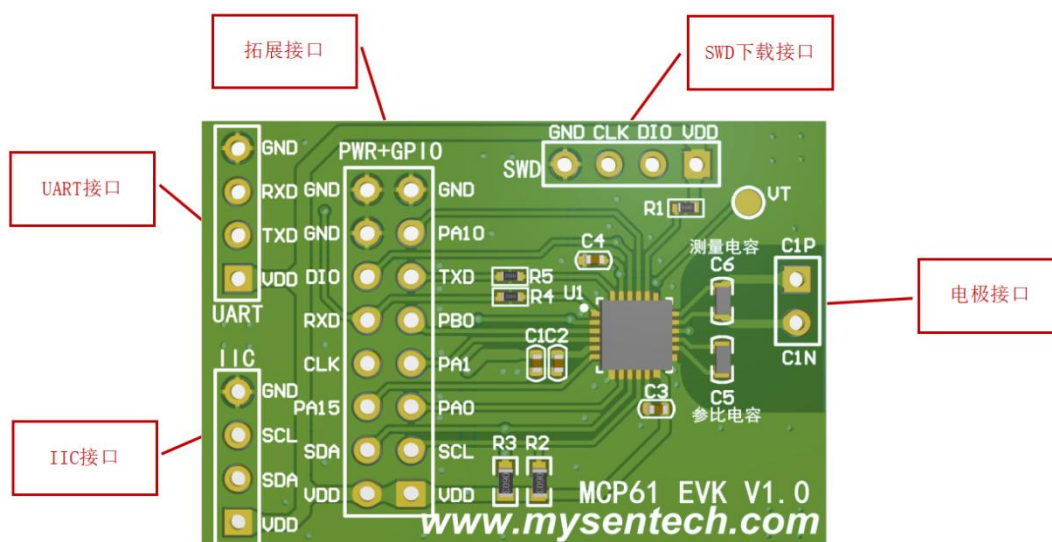 拓展接口
SWD下载接口
UART接口
电极接口
IIC接口
GND CLK DIO VDD
SWD
PWR+GPIO
GND
RXD
TXD
VDD
UART
IIC
GND
SCL
SDA
VDD
GND GND
GND PA10
DIO TXD
RXD PB0
CLK PA1
PA15 PA0
SDA SCL
VDD VDD
R1
VT
C4
R5
R4
U1
C1 C2
C3
R3 R2
测量电容
C6
C1P
C1N
C5
参比电容
MCP61 EVK V1.0
www.mysentech.com